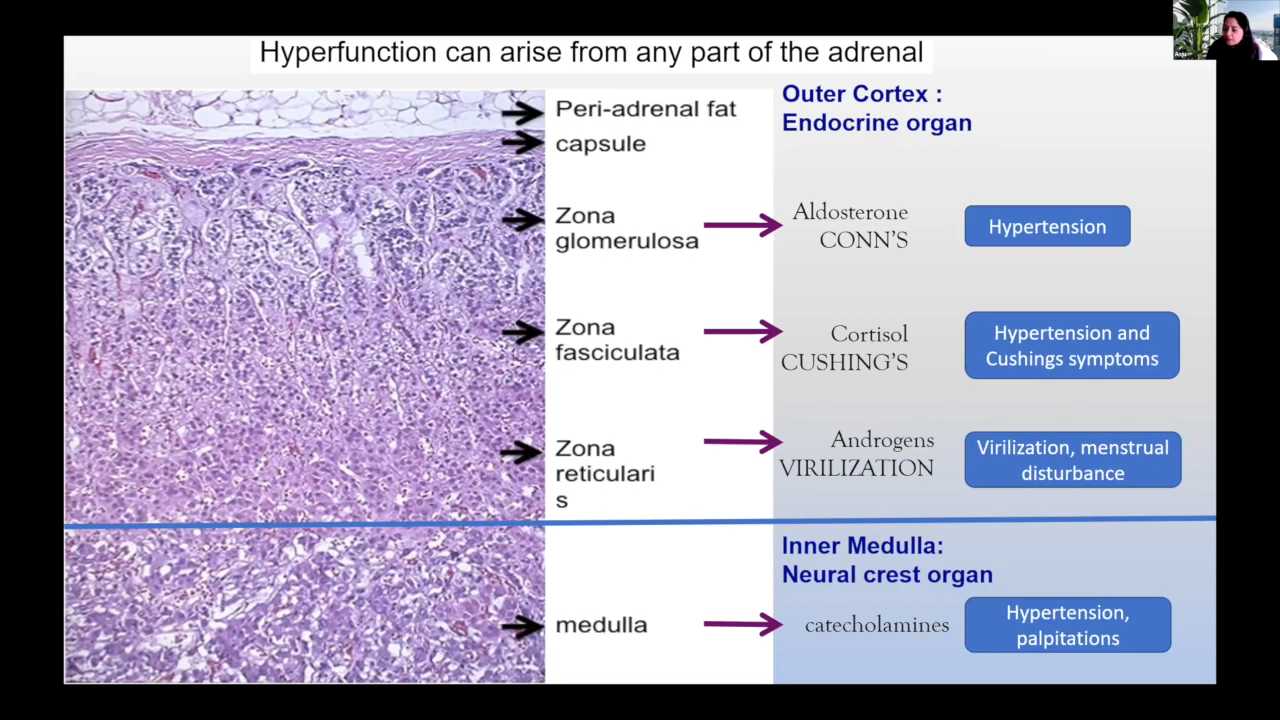 Hyperfunction can arise from any part of the adrenal
Anju
Peri-adrenal fat
capsule
Zona
glomerulosa
Zona
fasciculata
Zona
reticulari
s
medulla
Outer Cortex :
Endocrine organ
Aldosterone
CONN'S
Hypertension
Cortisol
CUSHING'S
Hypertension and
Cushings symptoms
Androgens
VIRILIZATION
Virilization, menstrual
disturbance
Inner Medulla:
Neural crest organ
catecholamines
Hypertension,
palpitations